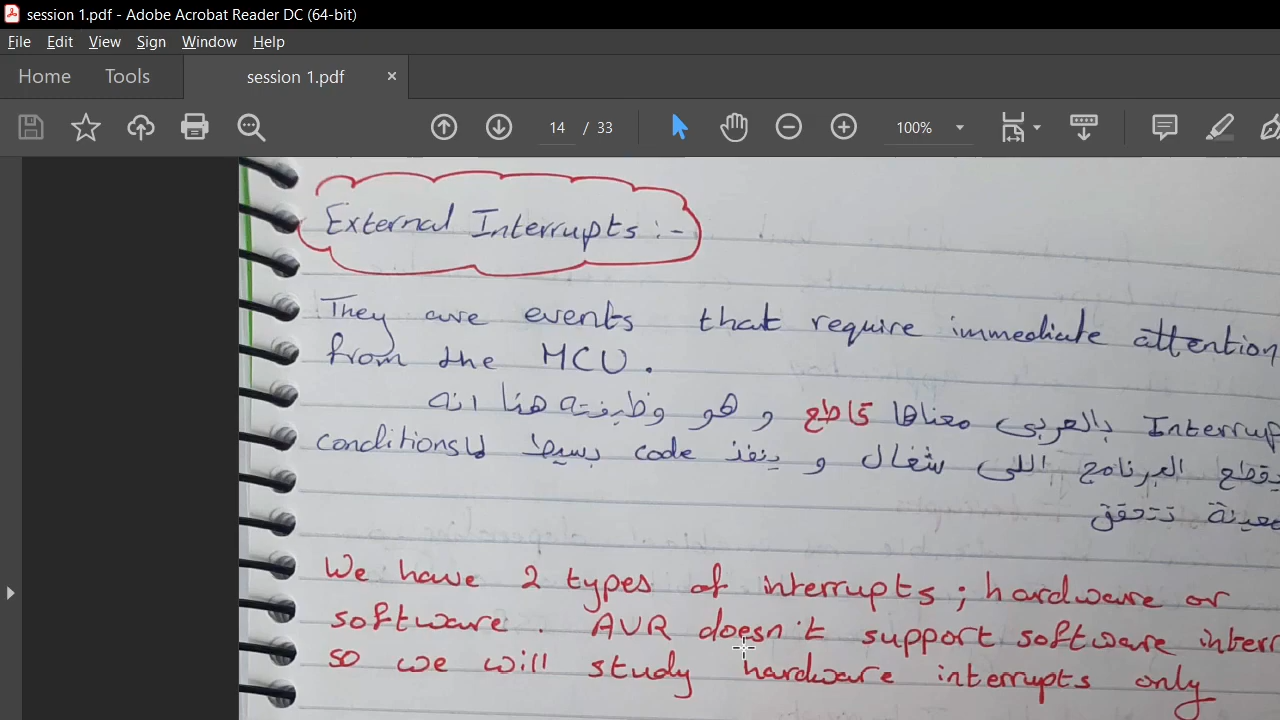 session 1.pdf - Adobe Acrobat Reader DC (64-bit)
File Edit View Sign Window Help
Home Tools session 1.pdf ×
14 / 33 100%
External Interrupts :-
They are events that require immediate attention
from the MCU.
Interrup بالعربى معناها قاطع و هو وظيفته هنا انه
يقطع البرنامج اللى شغال و ينفذ code بسيط لما conditions
معينة تتحقق
We have 2 types of interrupts; hardware or
software. AVR doesn't support software interr
so we will study hardware interrupts only